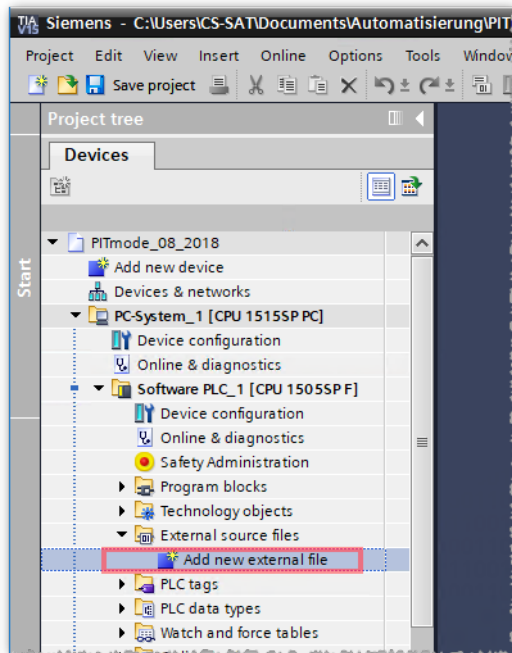 TIA V15 Siemens - C:\Users\CS-SAT\Documents\Automatisierung\PIT
Project Edit View Insert Online Options Tools Window
Save project
Project tree
Devices
Start
PITmode_08_2018
Add new device
Devices & networks
PC-System_1 [CPU 1515SP PC]
Device configuration
Online & diagnostics
Software PLC_1 [CPU 1505SP F]
Device configuration
Online & diagnostics
Safety Administration
Program blocks
Technology objects
External source files
Add new external file
PLC tags
PLC data types
Watch and force tables